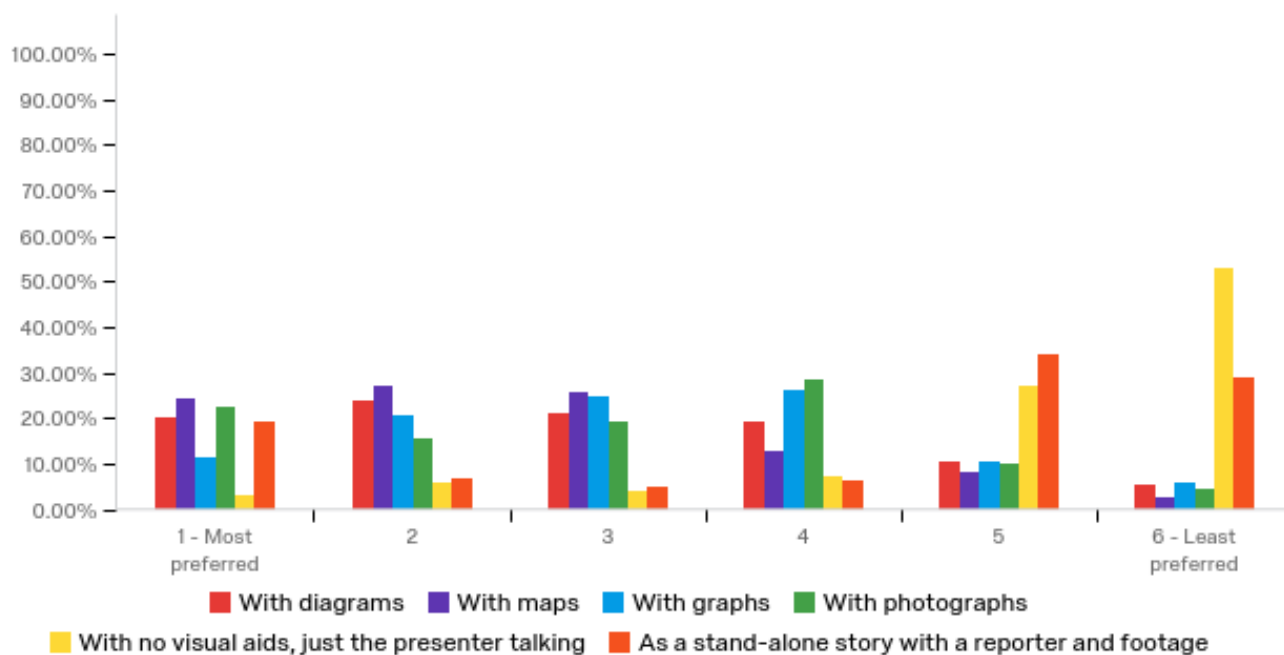 100.00%
90.00%
80.00%
70.00%
60.00%
50.00%
40.00%
30.00%
20.00%
10.00%
0.00%
1 - Most
preferred
2
3
4
5
6 - Least
preferred
With diagrams With maps With graphs With photographs
With no visual aids, just the presenter talking As a stand-alone story with a reporter and footage